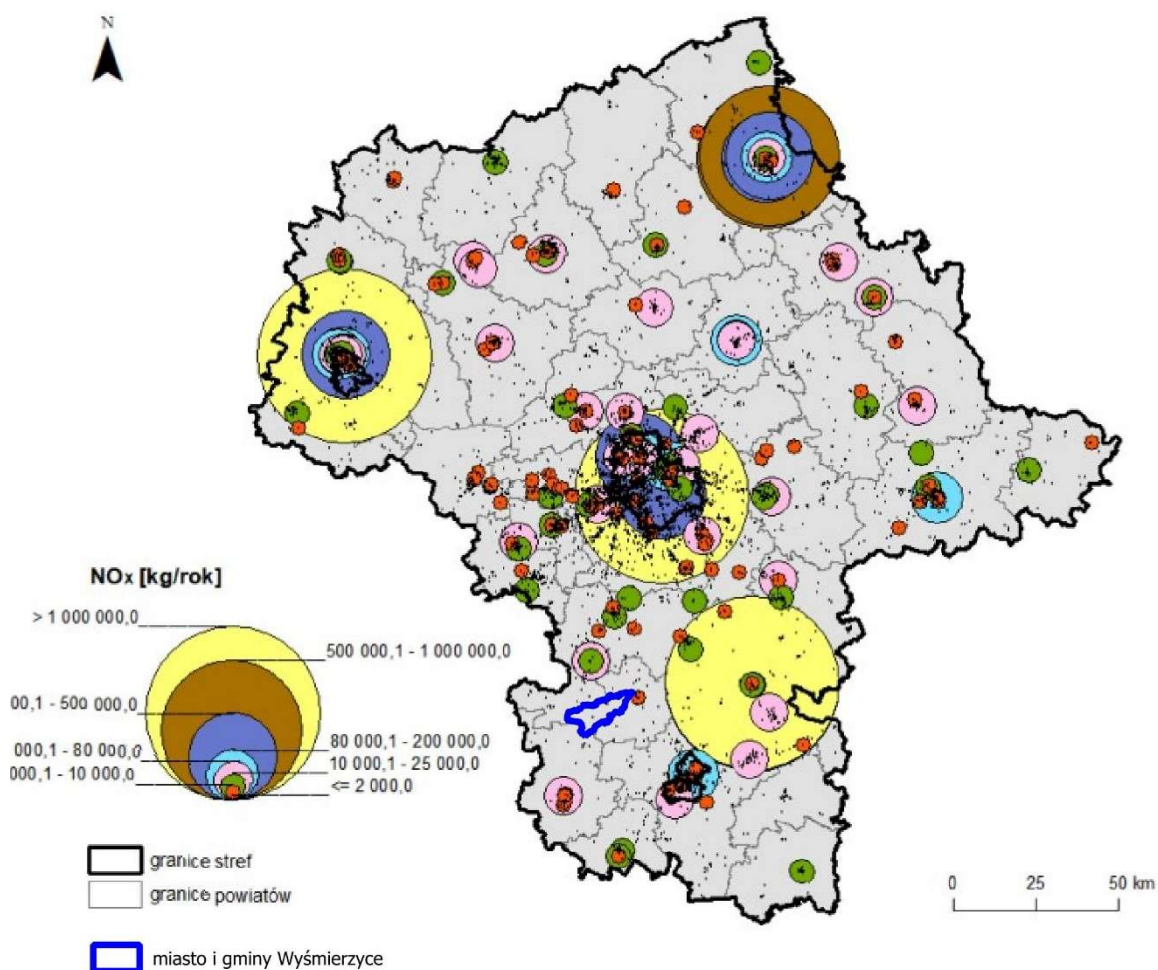 N
NOx [kg/rok]
> 1 000 000,0
500 000,1 - 1 000 000,0
00,1 - 500 000,0
80 000,1 - 200 000,0
000,1 - 80 000,0
10 000,1 - 25 000,0
000,1 - 10 000,0
<= 2 000,0
granice stref
granice powiatów
miasto i gminy Wyśmierzyce
0 25 50 km